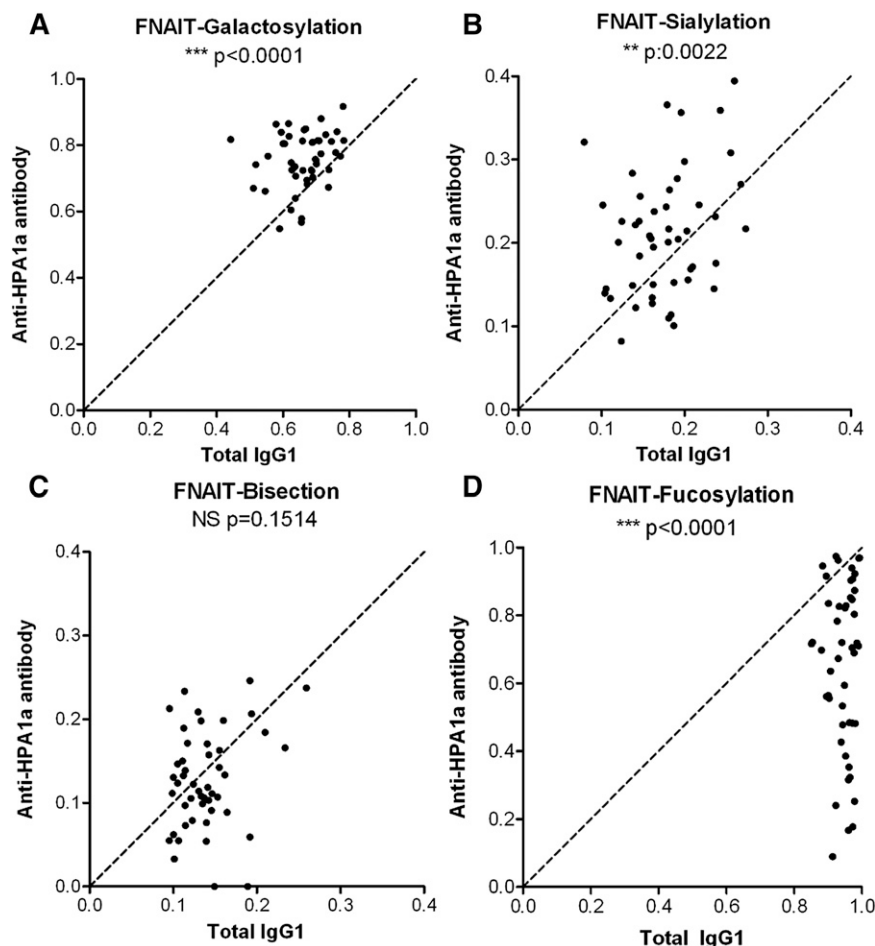 A
FNAIT-Galactosylation
*** p<0.0001
Anti-HPA1a antibody
1.0
0.8
0.6
0.4
0.2
0.0
0.0 0.2 0.4 0.6 0.8 1.0
Total IgG1
B
FNAIT-Sialylation
** p:0.0022
Anti-HPA1a antibody
0.4
0.3
0.2
0.1
0.0
0.0 0.1 0.2 0.3 0.4
Total IgG1
C
FNAIT-Bisection
NS p=0.1514
Anti-HPA1a antibody
0.4
0.3
0.2
0.1
0.0
0.0 0.1 0.2 0.3 0.4
Total IgG1
D
FNAIT-Fucosylation
*** p<0.0001
Anti-HPA1a antibody
1.0
0.8
0.6
0.4
0.2
0.0
0.0 0.2 0.4 0.6 0.8 1.0
Total IgG1